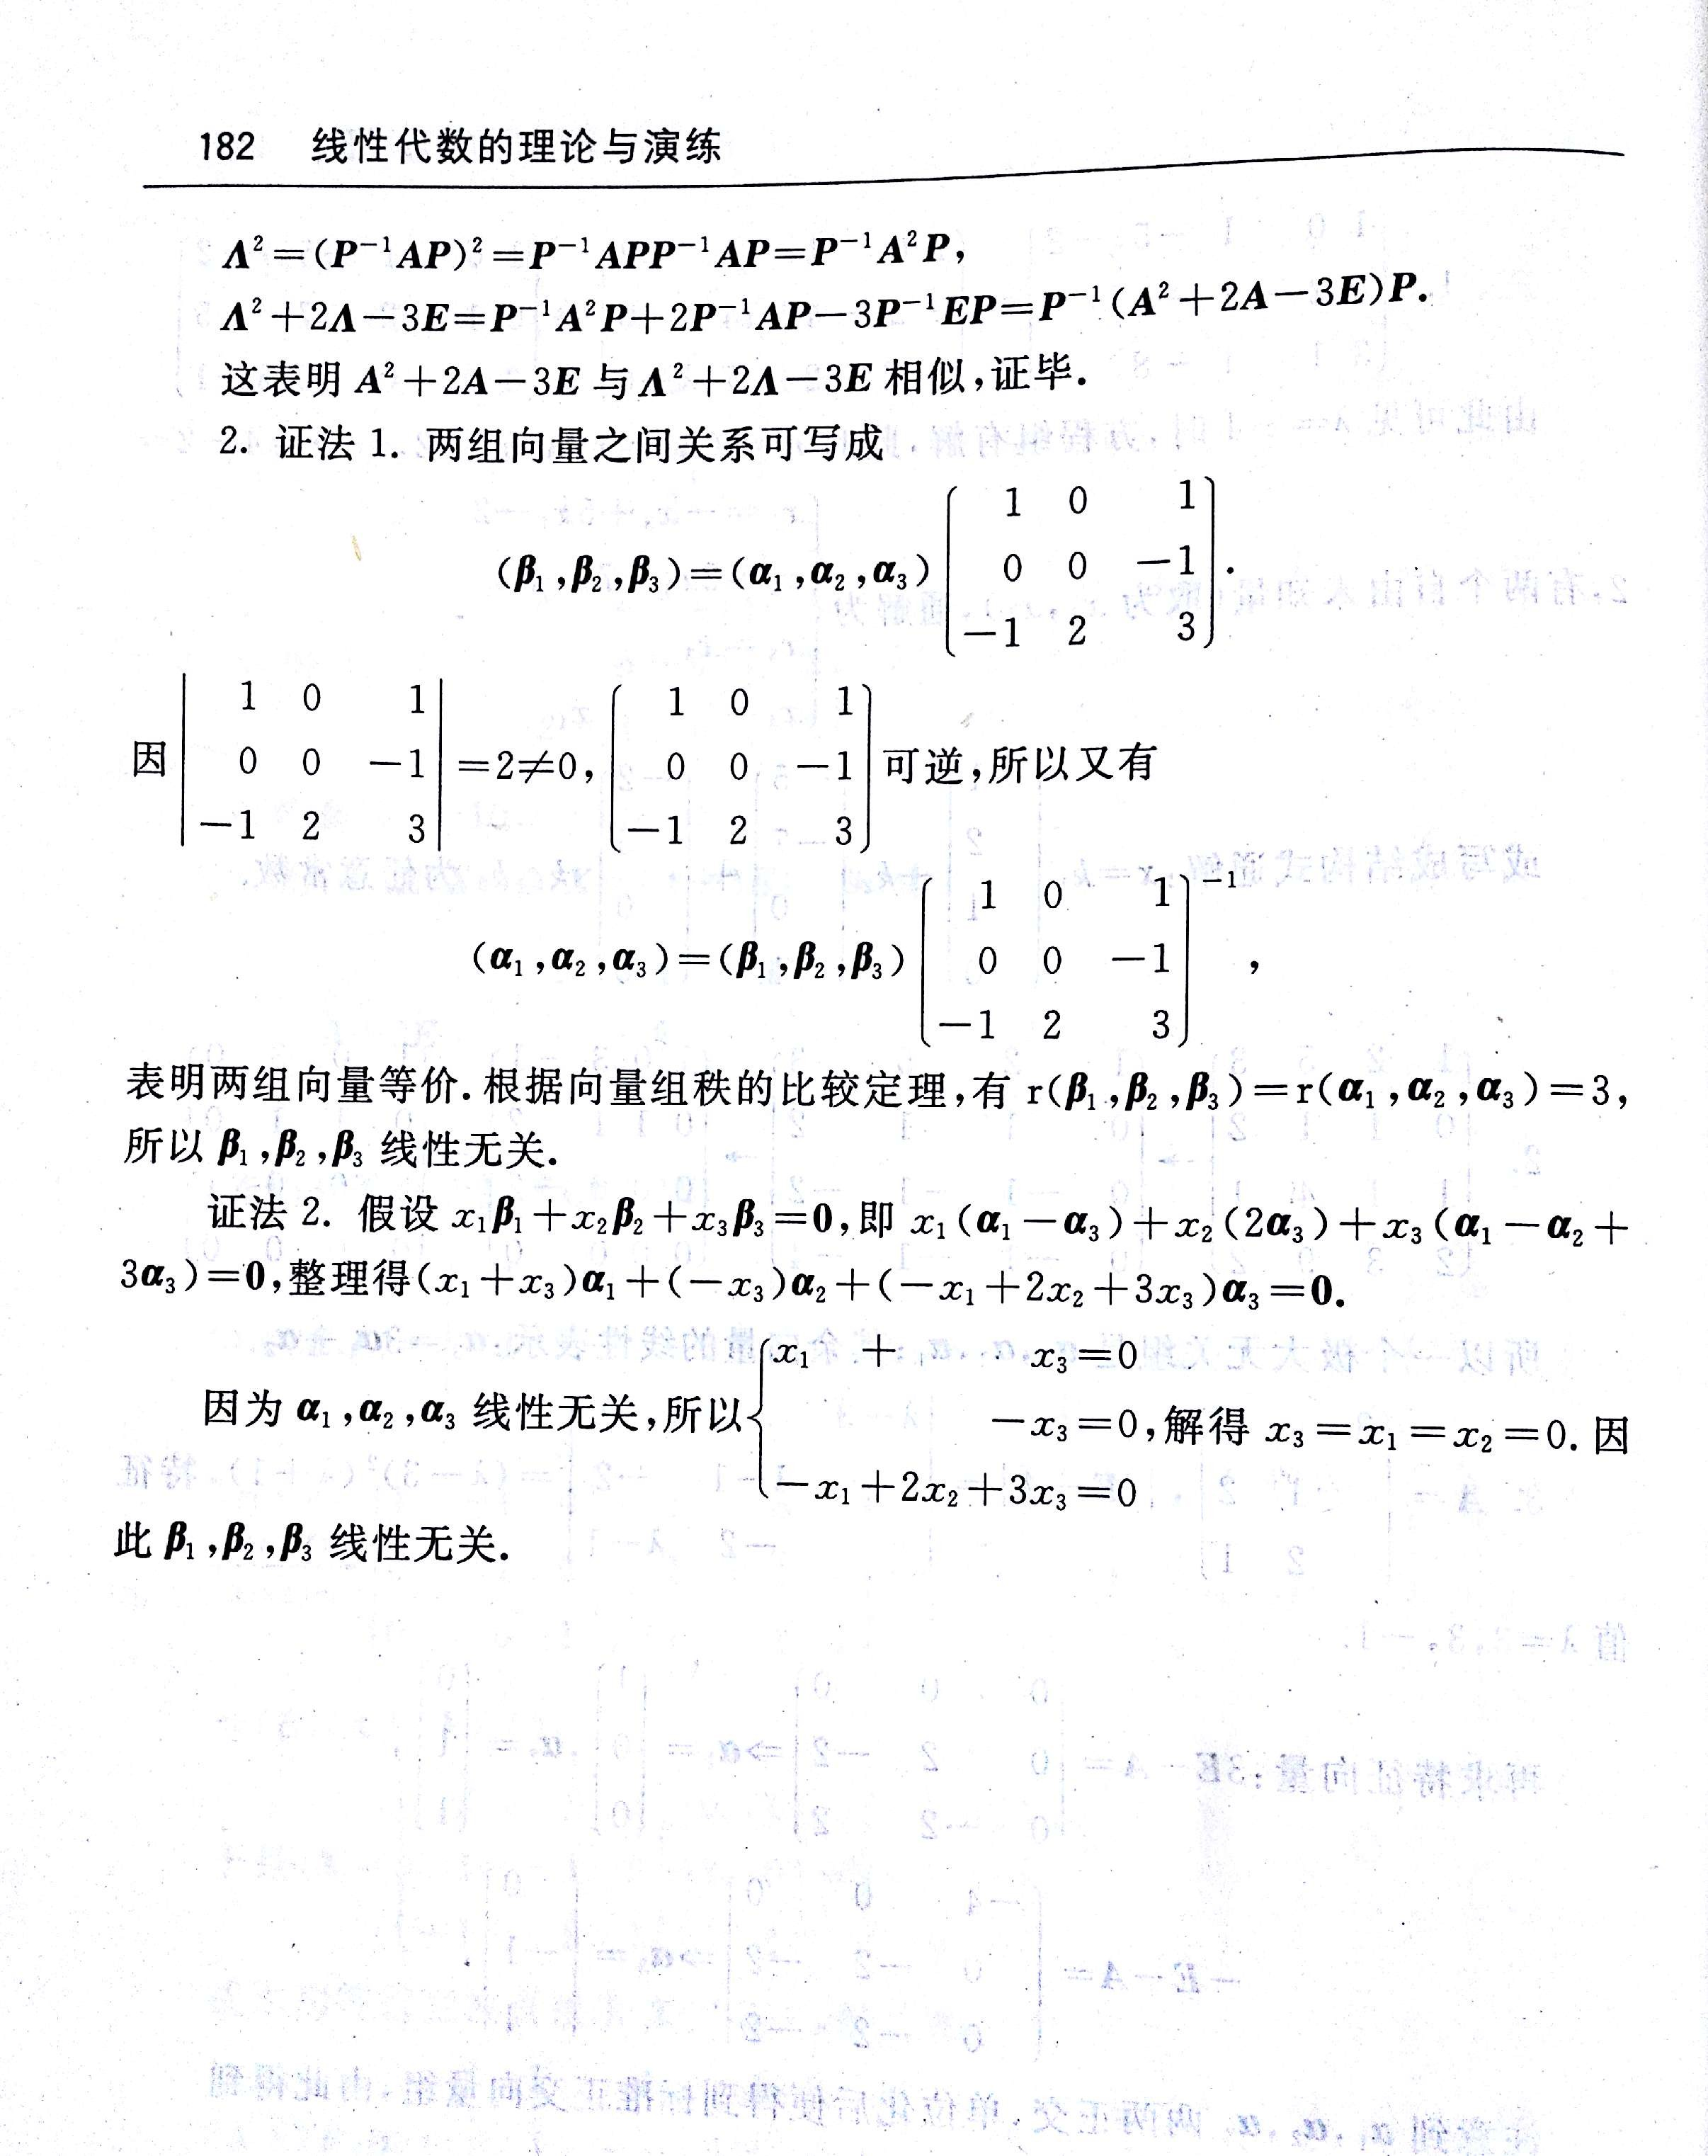 182 线性代数的理论与演练
Λ²=(P⁻¹AP)²=P⁻¹APP⁻¹AP=P⁻¹A²P,
Λ²+2Λ-3E=P⁻¹A²P+2P⁻¹AP-3P⁻¹EP=P⁻¹(A²+2A-3E)P.
这表明 A²+2A-3E 与 Λ²+2Λ-3E 相似,证毕.
2. 证法 1. 两组向量之间关系可写成
1 0 1
(β₁,β₂,β₃)=(α₁,α₂,α₃) 0 0 -1 .
-1 2 3
1 0 1 1 0 1
因 0 0 -1 =2≠0, 0 0 -1 可逆,所以又有
-1 2 3 -1 2 3
1 0 1 ⁻¹
(α₁,α₂,α₃)=(β₁,β₂,β₃) 0 0 -1 ,
-1 2 3
表明两组向量等价.根据向量组秩的比较定理,有 r(β₁,β₂,β₃)=r(α₁,α₂,α₃)=3,
所以 β₁,β₂,β₃ 线性无关.
证法 2. 假设 x₁β₁+x₂β₂+x₃β₃=0,即 x₁(α₁-α₃)+x₂(2α₃)+x₃(α₁-α₂+
3α₃)=0,整理得(x₁+x₃)α₁+(-x₃)α₂+(-x₁+2x₂+3x₃)α₃=0.
x₁ + x₃=0
因为 α₁,α₂,α₃ 线性无关,所以{ -x₃=0,解得 x₃=x₁=x₂=0. 因
-x₁+2x₂+3x₃=0
此 β₁,β₂,β₃ 线性无关.